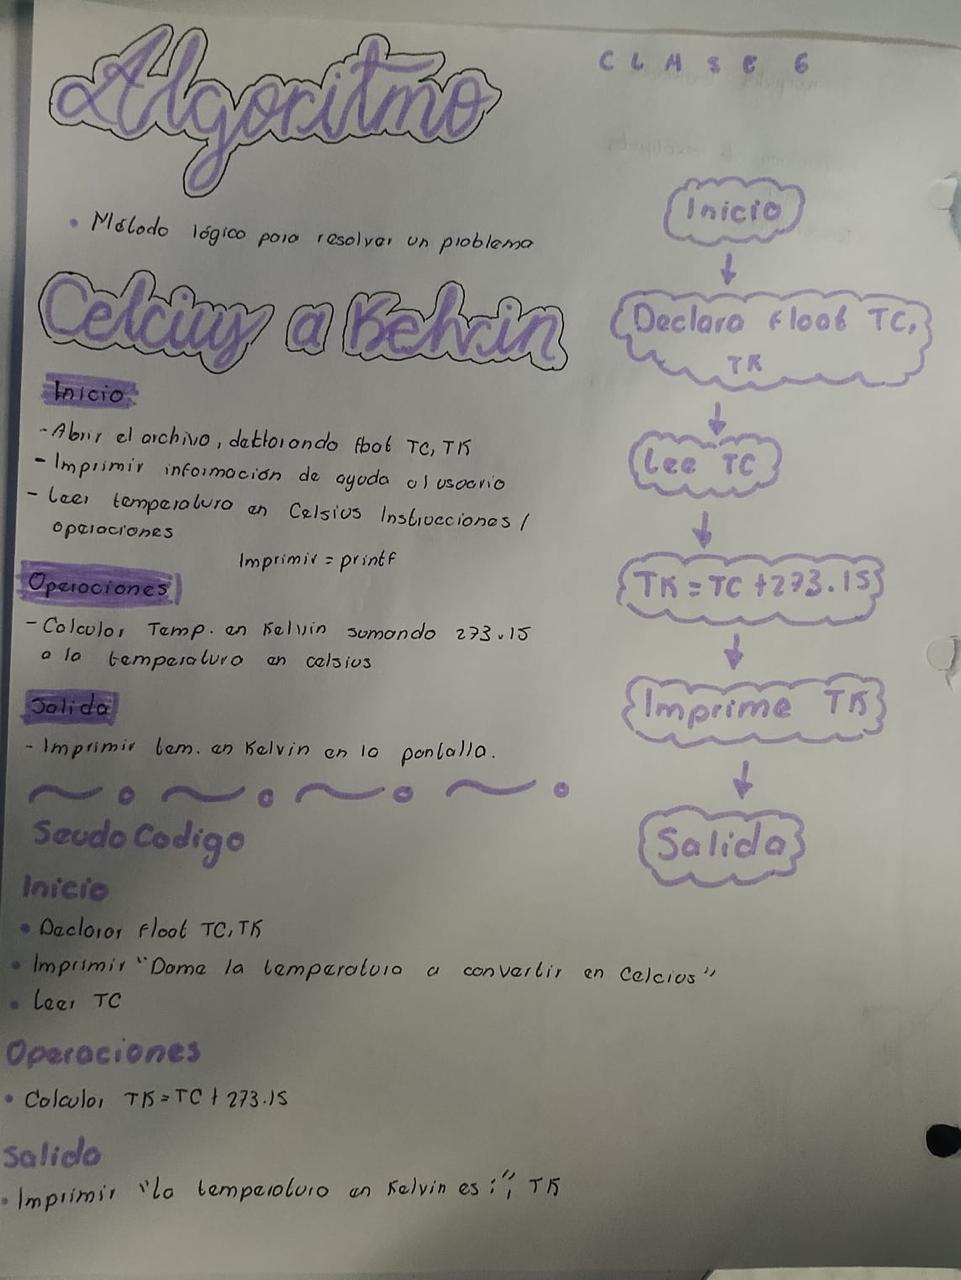 Algoritmo
CLASE 6
• Método lógico para resolver un problema
Celciuy a Kelvin
Inicio
- Abrir el archivo, declarando float TC, TK
- Imprimir información de ayuda al usuario
- Leer temperatura en Celsius Instrucciones /
operaciones
Imprimir = printf
Operaciones
- Calcular Temp. en Kelvin sumando 273.15
a la temperatura en celsius
Salida
- Imprimir tem. en Kelvin en la pantalla.
Seudo Codigo
Inicio
• Declarar float TC, TK
• Imprimir "Dame la temperatura a convertir en Celcius"
• Leer TC
Operaciones
• Calcular TK = TC + 273.15
Salida
• Imprimir "la temperatura en Kelvin es:", TK
Inicio
Declara float TC,
TK
Lee TC
TK = TC + 273.15
Imprime TK
Salida